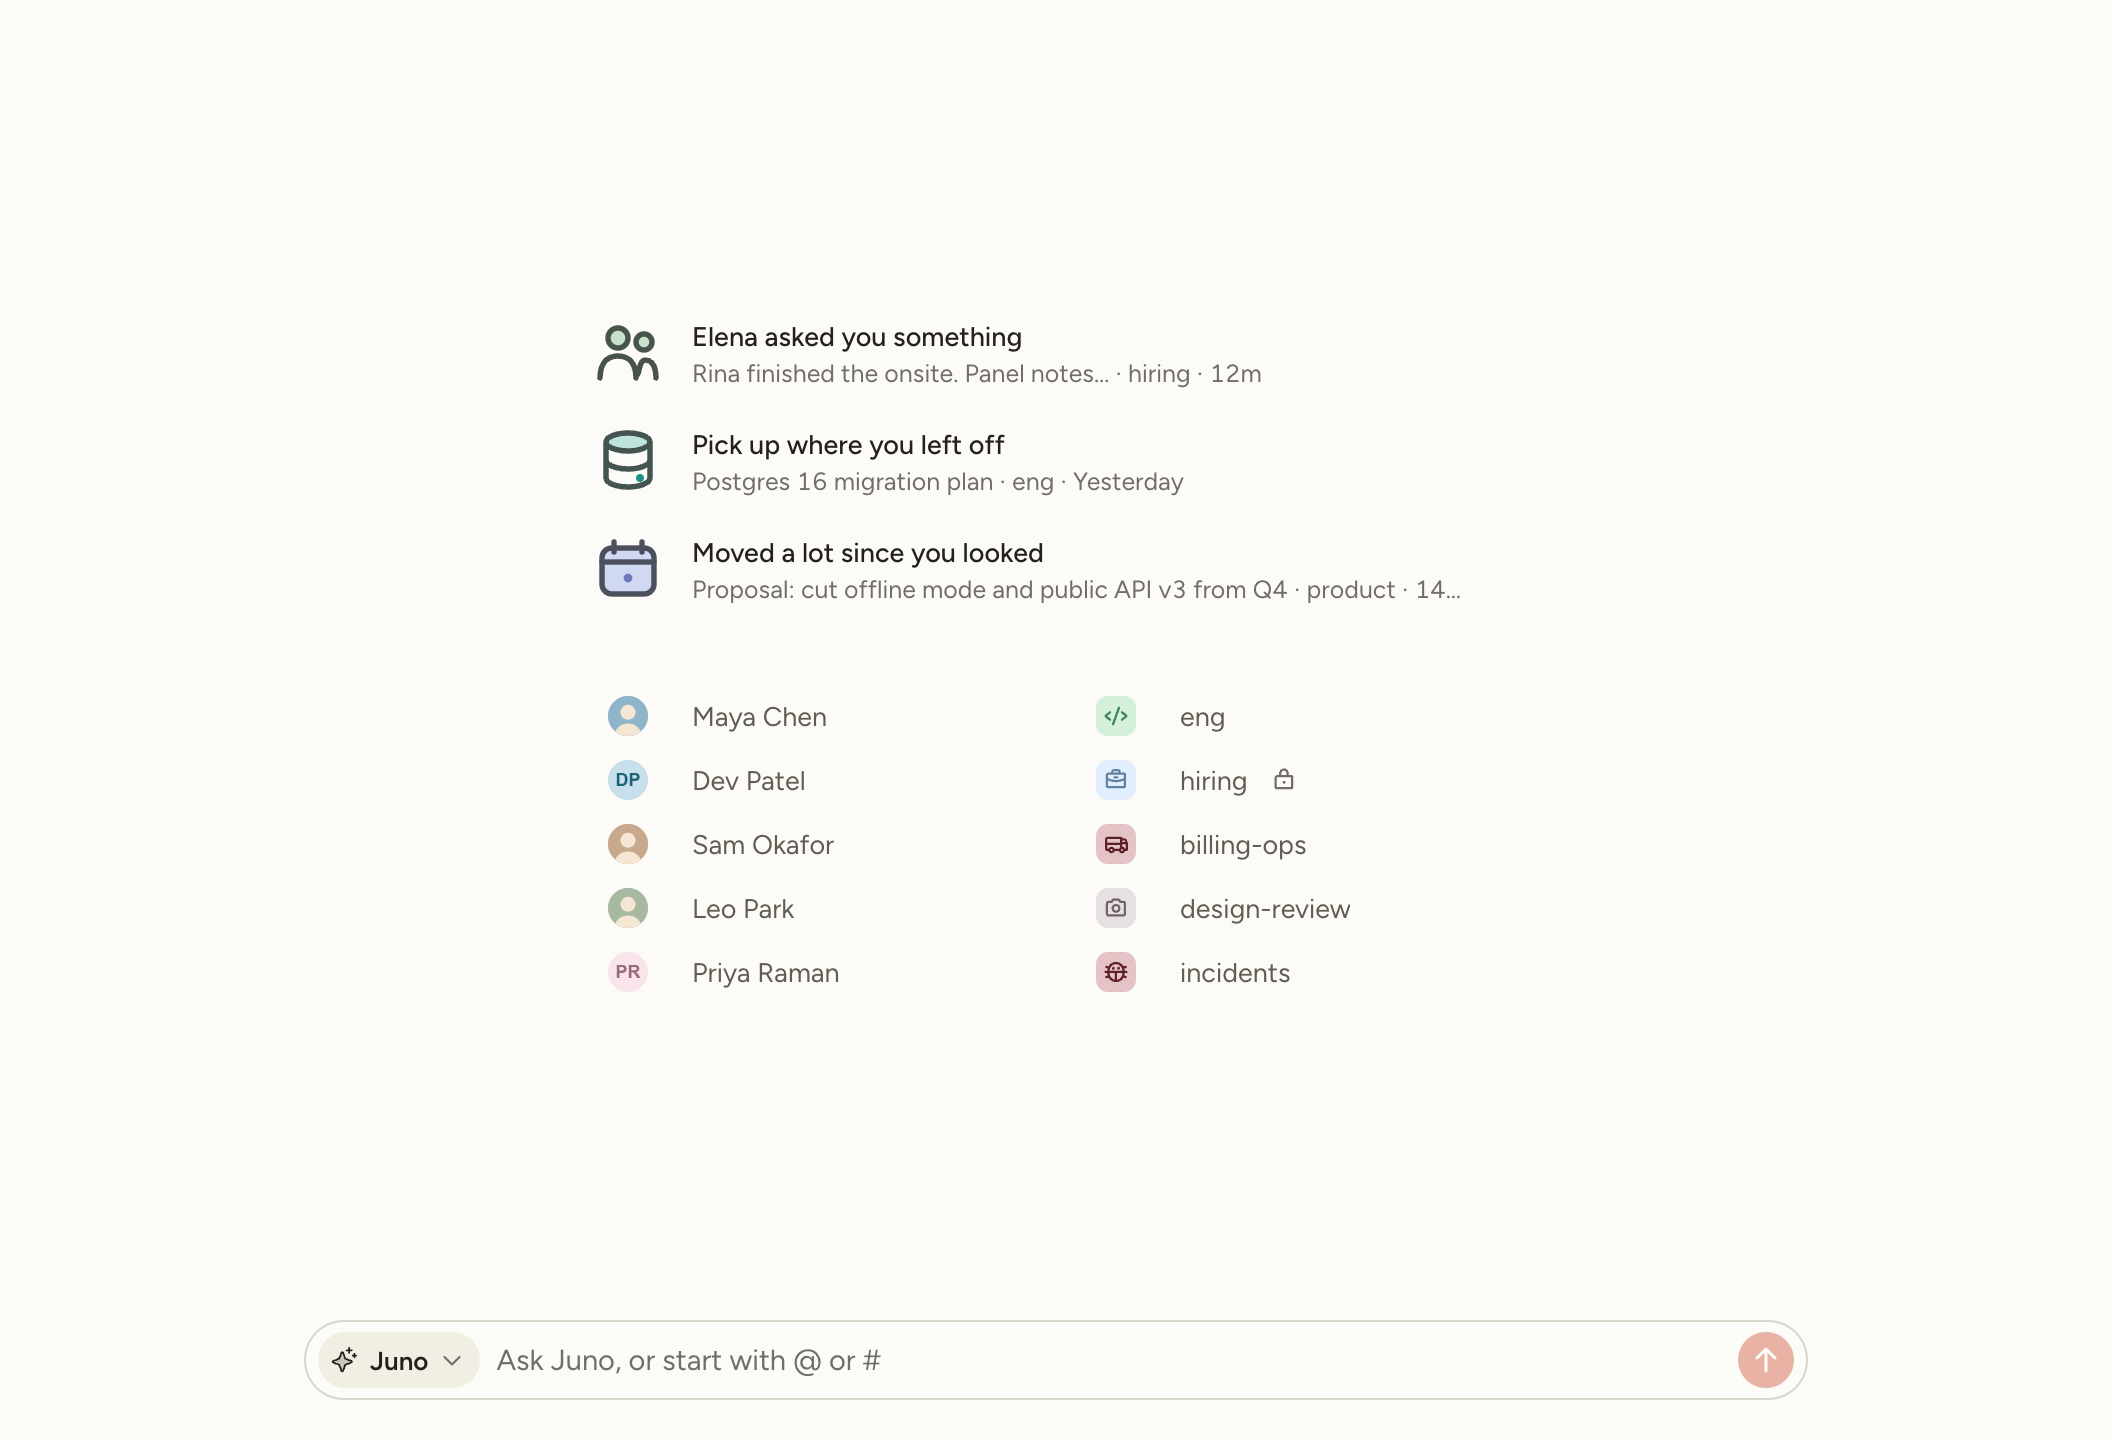 Elena asked you something
Rina finished the onsite. Panel notes... · hiring · 12m
Pick up where you left off
Postgres 16 migration plan · eng · Yesterday
Moved a lot since you looked
Proposal: cut offline mode and public API v3 from Q4 · product · 14...
Maya Chen
DP Dev Patel
Sam Okafor
Leo Park
PR Priya Raman
</> eng
hiring
billing-ops
design-review
incidents
Juno Ask Juno, or start with @ or #